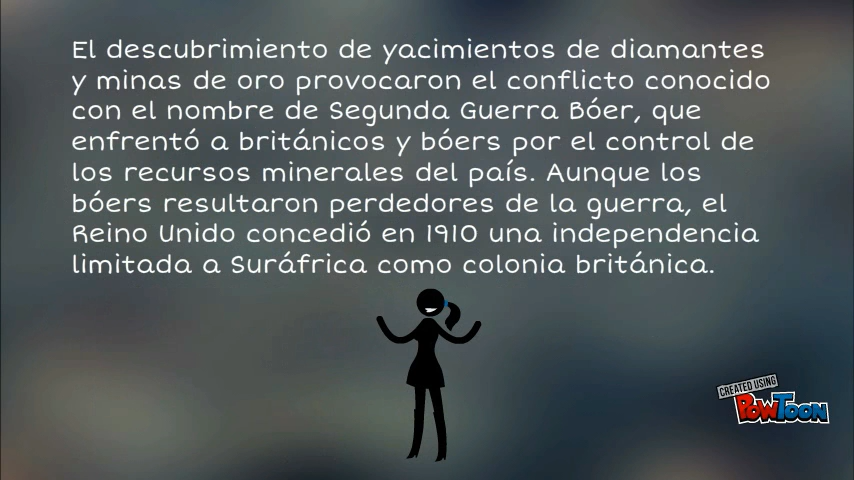 El descubrimiento de yacimientos de diamantes
y minas de oro provocaron el conflicto conocido
con el nombre de Segunda Guerra Bóer, que
enfrentó a británicos y bóers por el control de
los recursos minerales del país. Aunque los
bóers resultaron perdedores de la guerra, el
Reino Unido concedió en 1910 una independencia
limitada a Suráfrica como colonia británica.
CREATED USING
POWTOON